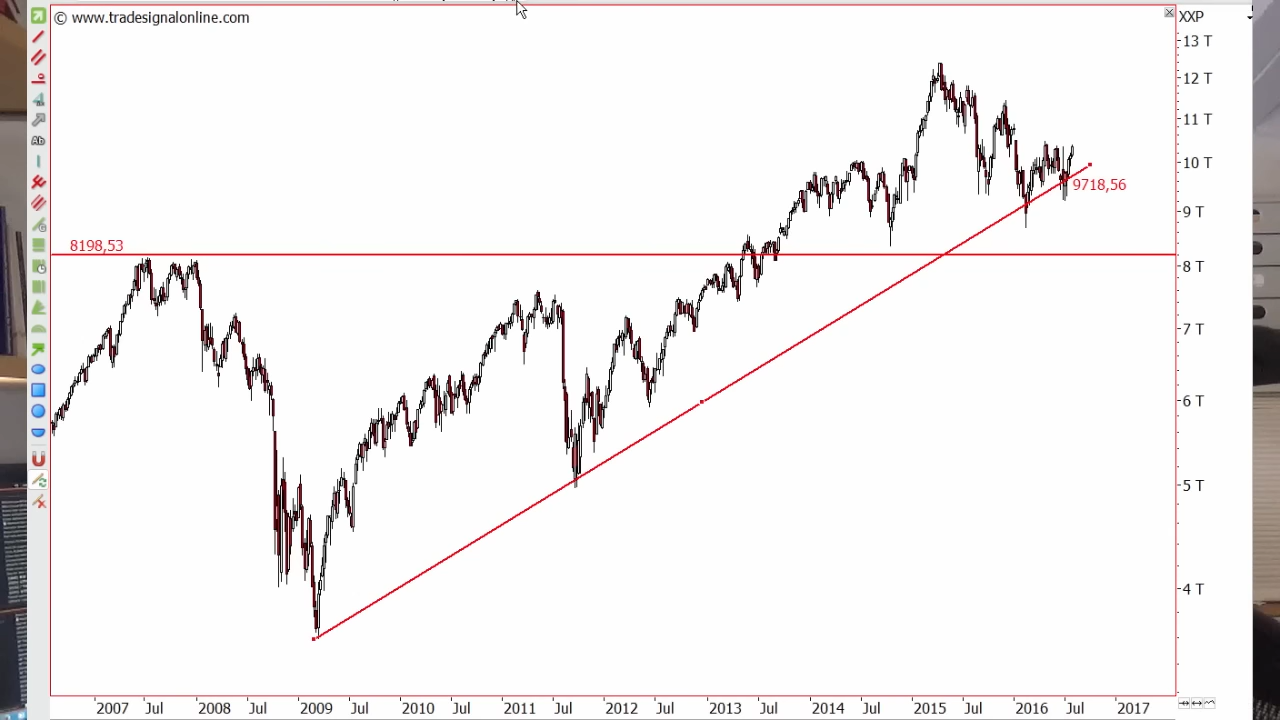 © www.tradesignalonline.com
XXP
13 T
12 T
11 T
10 T
9718,56
9 T
8198,53
8 T
7 T
6 T
5 T
4 T
Ab
2007 Jul 2008 Jul 2009 Jul 2010 Jul 2011 Jul 2012 Jul 2013 Jul 2014 Jul 2015 Jul 2016 Jul 2017